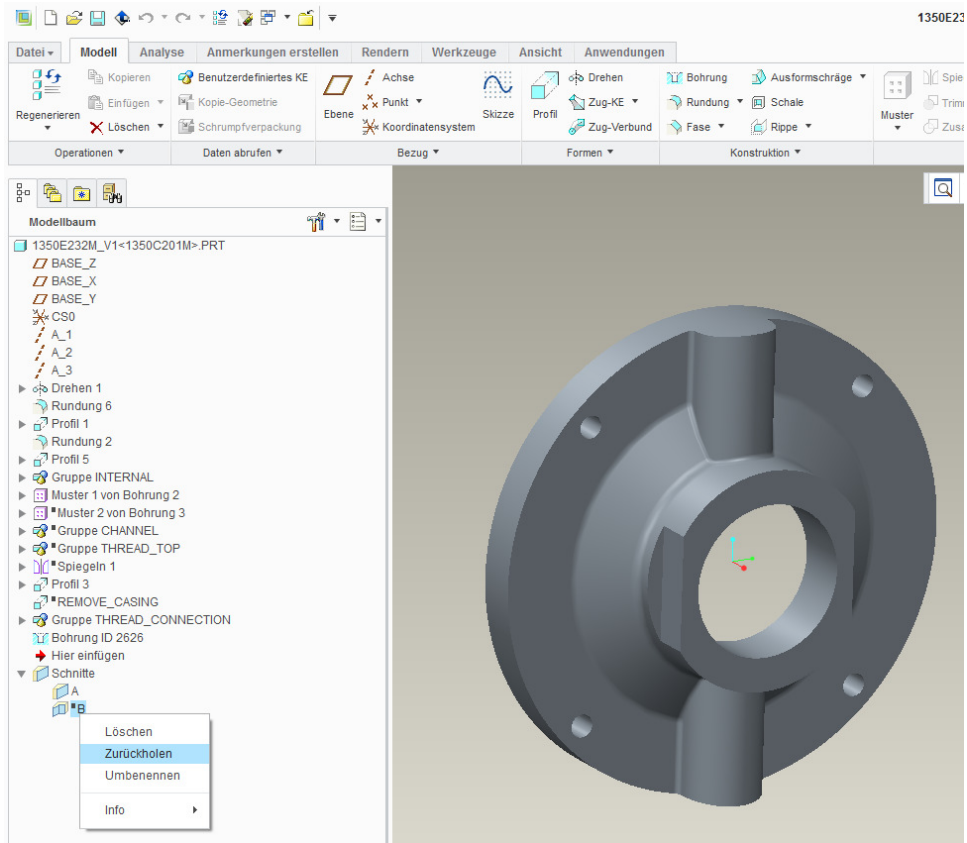 1350E23
Datei Modell Analyse Anmerkungen erstellen Rendern Werkzeuge Ansicht Anwendungen
Regenerieren
Kopieren
Einfügen
Löschen
Operationen
Benutzerdefiniertes KE
Kopie-Geometrie
Schrumpfverpackung
Daten abrufen
Ebene
Achse
Punkt
Koordinatensystem
Skizze
Bezug
Profil
Drehen
Zug-KE
Zug-Verbund
Formen
Bohrung
Rundung
Fase
Ausformschräge
Schale
Rippe
Konstruktion
Muster
Spie
Trimm
Zusa
Modellbaum
1350E232M_V1<1350C201M>.PRT
BASE_Z
BASE_X
BASE_Y
CS0
A_1
A_2
A_3
Drehen 1
Rundung 6
Profil 1
Rundung 2
Profil 5
Gruppe INTERNAL
Muster 1 von Bohrung 2
Muster 2 von Bohrung 3
Gruppe CHANNEL
Gruppe THREAD_TOP
Spiegeln 1
Profil 3
REMOVE_CASING
Gruppe THREAD_CONNECTION
Bohrung ID 2626
Hier einfügen
Schnitte
A
B
Löschen
Zurückholen
Umbenennen
Info